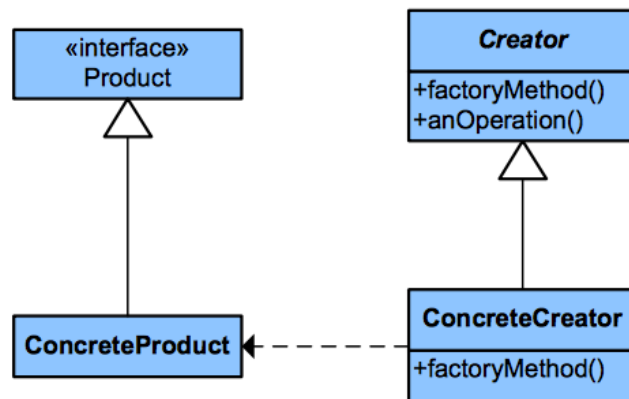 «interface»
Product
Creator
+factoryMethod()
+anOperation()
ConcreteProduct
ConcreteCreator
+factoryMethod()